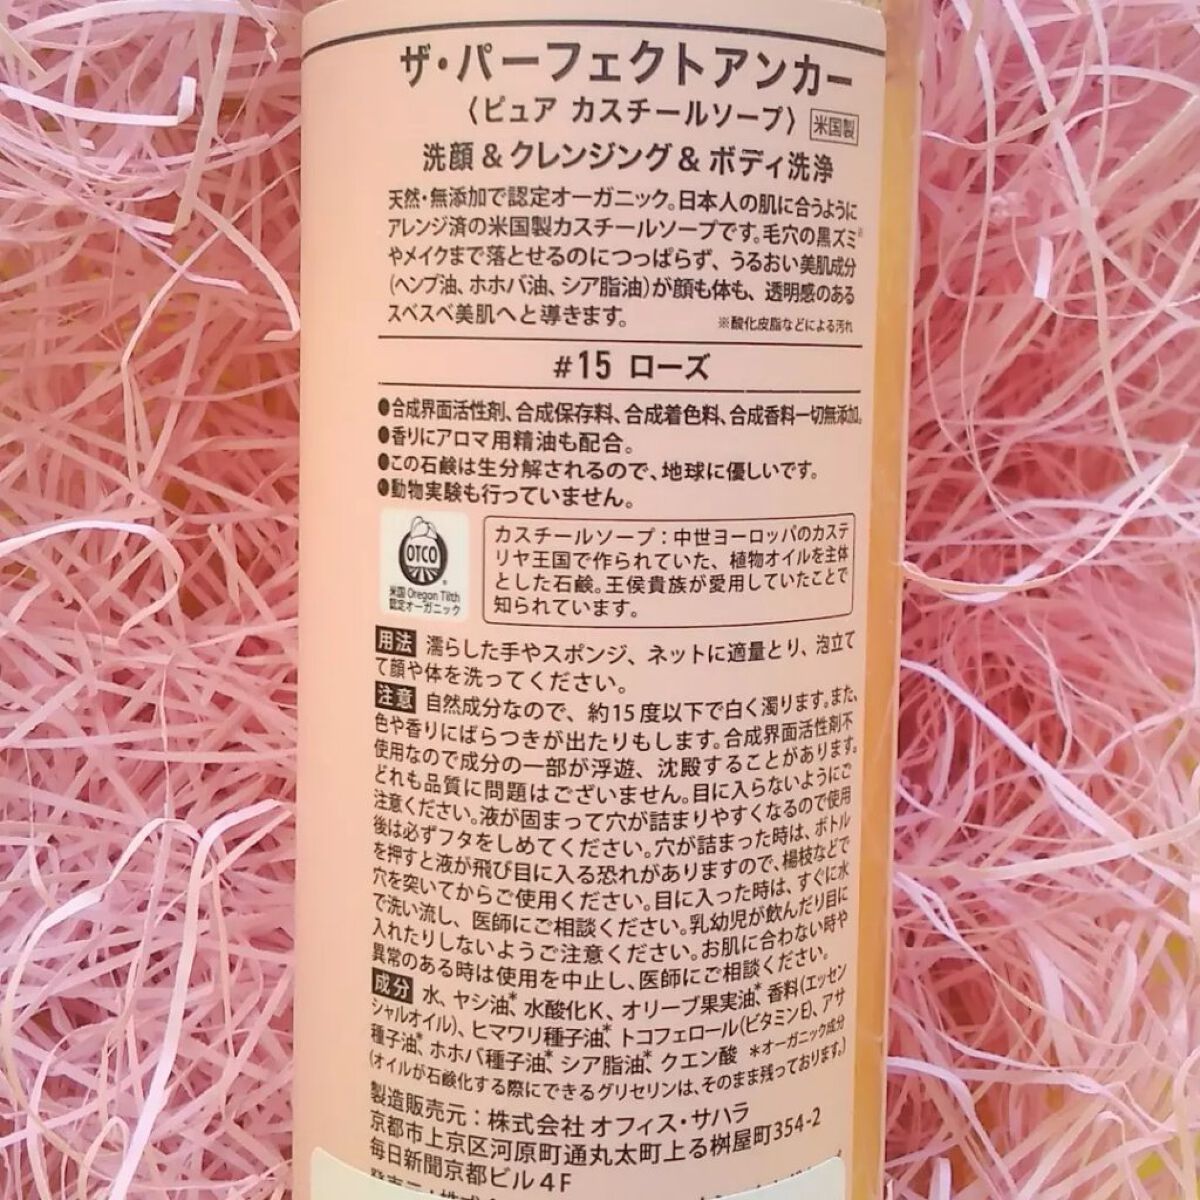 ザ・パーフェクトアンカー
〈ピュア カスチールソープ〉 米国製
洗顔&クレンジング&ボディ洗浄
天然・無添加で認定オーガニック。日本人の肌に合うように
アレンジ済の米国製カスチールソープです。毛穴の黒ズミ※
やメイクまで落とせるのにつっぱらず、うるおい美肌成分
(ヘンプ油、ホホバ油、シア脂油)が顔も体も、透明感のある
スベスベ美肌へと導きます。 ※酸化皮脂などによる汚れ
#15 ローズ
●合成界面活性剤、合成保存料、合成着色料、合成香料一切無添加。
●香りにアロマ用精油も配合。
●この石鹸は生分解されるので、地球に優しいです。
●動物実験も行っていません。
OTCO
米国 Oregon Tilth
認定オーガニック
カスチールソープ：中世ヨーロッパのカステ
リヤ王国で作られていた、植物オイルを主体
とした石鹸。王侯貴族が愛用していたことで
知られています。
用法 濡らした手やスポンジ、ネットに適量とり、泡立て
て顔や体を洗ってください。
注意 自然成分なので、約15度以下で白く濁ります。また、
色や香りにばらつきが出たりもします。合成界面活性剤不
使用なので成分の一部が浮遊、沈殿することがあります。
どれも品質に問題はございません。目に入らないようにご
注意ください。液が固まって穴が詰まりやすくなるので使用
後は必ずフタをしめてください。穴が詰まった時は、ボトル
を押すと液が飛び目に入る恐れがありますので、楊枝などで
穴を突いてからご使用ください。目に入った時は、すぐに水
で洗い流し、医師にご相談ください。乳幼児が飲んだり目に
入れたりしないようご注意ください。お肌に合わない時や
異常のある時は使用を中止し、医師にご相談ください。
成分 水、ヤシ油*、水酸化K、オリーブ果実油*、香料(エッセン
シャルオイル)、ヒマワリ種子油*、トコフェロール(ビタミンE)、アサ
種子油*、ホホバ種子油*、シア脂油*、クエン酸 *オーガニック成分
(オイルが石鹸化する際にできるグリセリンは、そのまま残っております。)
製造販売元：株式会社 オフィス・サハラ
京都市上京区河原町通丸太町上る桝屋町354-2
毎日新聞京都ビル4F